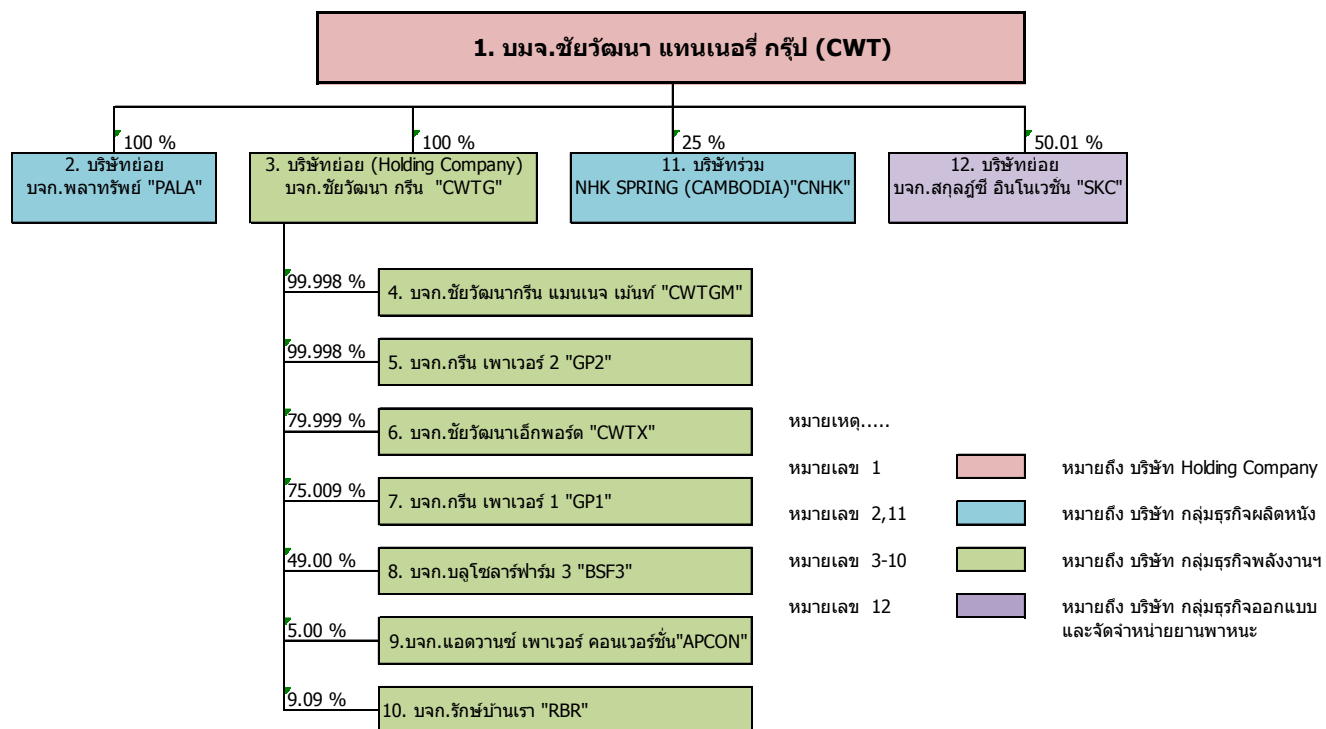 1. บมจ.ชัยวัฒนา แทนเนอรี่ กรุ๊ป (CWT)
100 %
100 %
25 %
50.01 %
2. บริษัทย่อย
บจก.พลาทรัพย์ "PALA"
3. บริษัทย่อย (Holding Company)
บจก.ชัยวัฒนา กรีน "CWTG"
11. บริษัทร่วม
NHK SPRING (CAMBODIA)"CNHK"
12. บริษัทย่อย
บจก.สกุลฎ์ซี อินโนเวชั่น "SKC"
99.998 %
4. บจก.ชัยวัฒนากรีน แมนเนจ เม้นท์ "CWTGM"
99.998 %
5. บจก.กรีน เพาเวอร์ 2 "GP2"
79.999 %
6. บจก.ชัยวัฒนาเอ็กพอร์ต "CWTX"
75.009 %
7. บจก.กรีน เพาเวอร์ 1 "GP1"
49.00 %
8. บจก.บลูโซลาร์ฟาร์ม 3 "BSF3"
5.00 %
9.บจก.แอดวานซ์ เพาเวอร์ คอนเวอร์ชั่น"APCON"
9.09 %
10. บจก.รักษ์บ้านเรา "RBR"
หมายเหตุ.....
หมายเลข 1 หมายถึง บริษัท Holding Company
หมายเลข 2,11 หมายถึง บริษัท กลุ่มธุรกิจผลิตหนัง
หมายเลข 3-10 หมายถึง บริษัท กลุ่มธุรกิจพลังงานฯ
หมายเลข 12 หมายถึง บริษัท กลุ่มธุรกิจออกแบบ
และจัดจำหน่ายยานพาหนะ